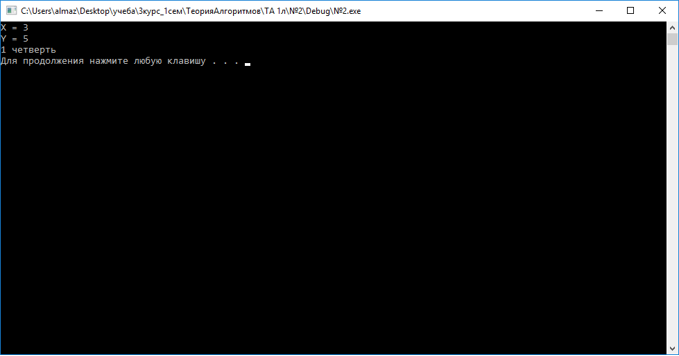 C:\Users\almaz\Desktop\учеба\3курс_1сем\ТеорияАлгоритмов\ТА 1л\№2\Debug\№2.exe
X = 3
Y = 5
1 четверть
Для продолжения нажмите любую клавишу . . .